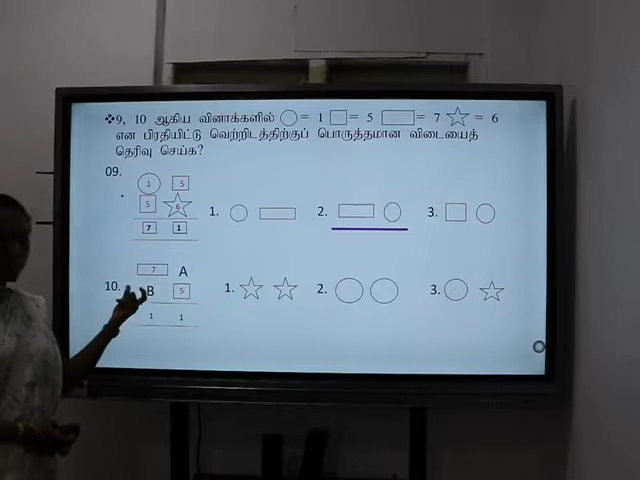 ❖9, 10 ஆகிய வினாக்களில் ○= 1 □= 5 ▭= 7 ☆= 6
என பிரதியிட்டு வெற்றிடத்திற்குப் பொருத்தமான விடையைத்
தெரிவு செய்க?
09.
1 5
+
5 6
7 1
1. 2. 3.
7 A
10. B 5
1 1
1. 2. 3.